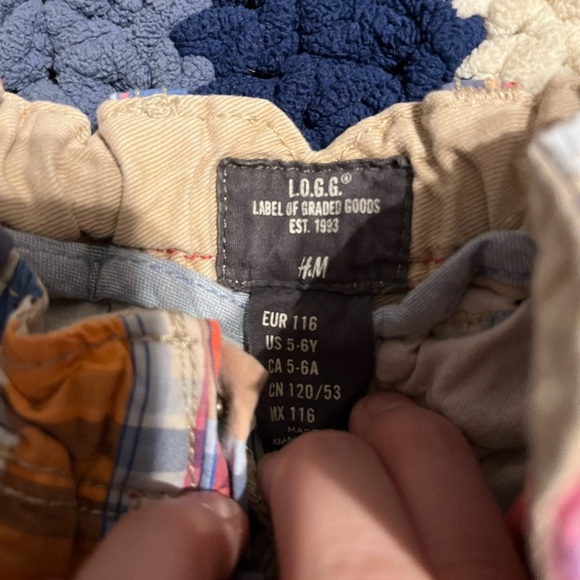 L.O.G.G.®
LABEL OF GRADED GOODS
EST. 1993
H&M
EUR 116
US 5-6Y
CA 5-6A
CN 120/53
MX 116